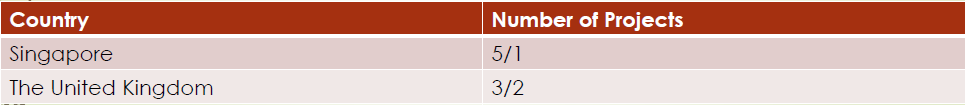 Country Number of Projects
Singapore 5/1
The United Kingdom 3/2